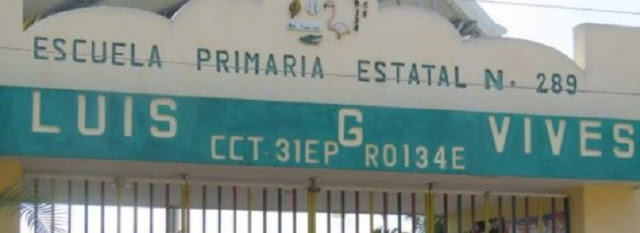 ESCUELA PRIMARIA ESTATAL N. 289
LUIS G VIVES
CCT. 31EPR0134E